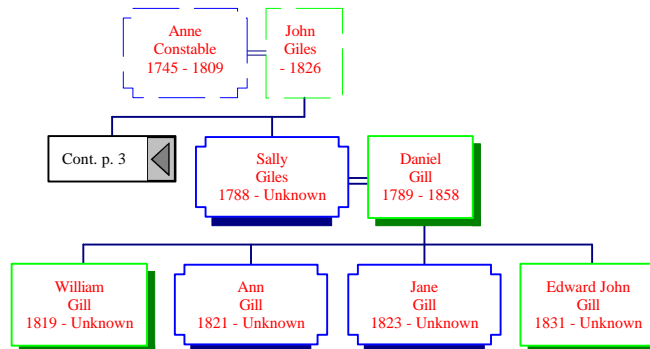 Anne
Constable
1745 - 1809
John
Giles
- 1826
Cont. p. 3
Sally
Giles
1788 - Unknown
Daniel
Gill
1789 - 1858
William
Gill
1819 - Unknown
Ann
Gill
1821 - Unknown
Jane
Gill
1823 - Unknown
Edward John
Gill
1831 - Unknown